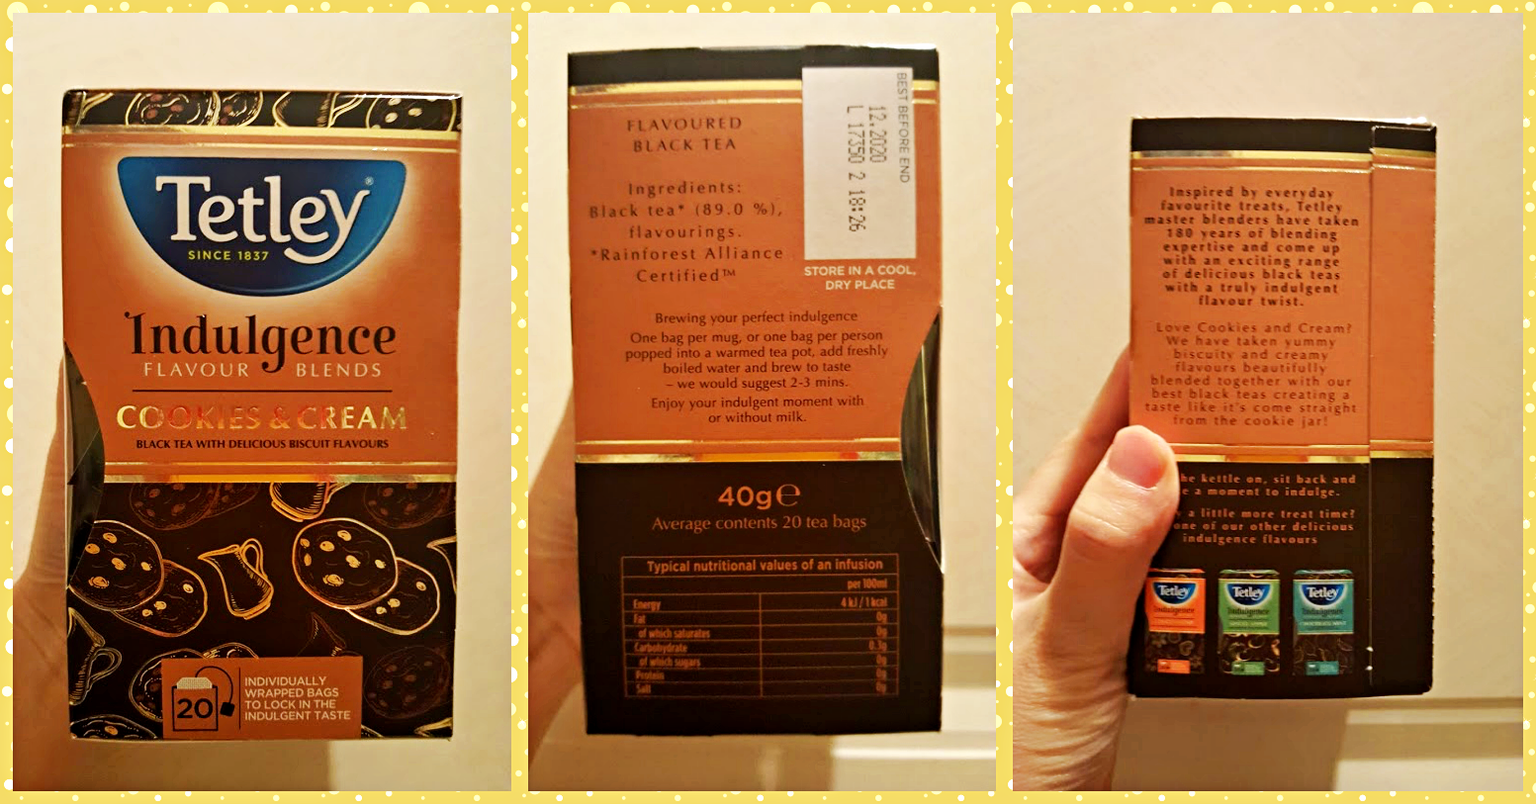 Tetley®
SINCE 1837
Indulgence
FLAVOUR BLENDS
COOKIES & CREAM
BLACK TEA WITH DELICIOUS BISCUIT FLAVOURS
20
INDIVIDUALLY
WRAPPED BAGS
TO LOCK IN THE
INDULGENT TASTE
FLAVOURED
BLACK TEA
Ingredients:
Black tea* (89.0 %),
flavourings.
*Rainforest Alliance
Certified™
BEST BEFORE END
12.2020
L 17350 2 18:26
STORE IN A COOL,
DRY PLACE
Brewing your perfect indulgence
One bag per mug, or one bag per person
popped into a warmed tea pot, add freshly
boiled water and brew to taste
– we would suggest 2-3 mins.
Enjoy your indulgent moment with
or without milk.
40g℮
Average contents 20 tea bags
Typical nutritional values of an infusion
per 100ml
Energy 4 kJ / 1 kcal
Fat 0g
of which saturates 0g
Carbohydrate 0.3g
of which sugars 0g
Protein 0g
Salt 0g
Inspired by everyday
favourite treats, Tetley
master blenders have taken
180 years of blending
expertise and come up
with an exciting range
of delicious black teas
with a truly indulgent
flavour twist.
Love Cookies and Cream?
We have taken yummy
biscuity and creamy
flavours beautifully
blended together with our
best black teas creating a
taste like it's come straight
from the cookie jar!
kettle on, sit back and
a moment to indulge.
a little more treat time?
one of our other delicious
indulgence flavours
Tetley
Indulgence
Tetley
Indulgence
Tetley
Indulgence